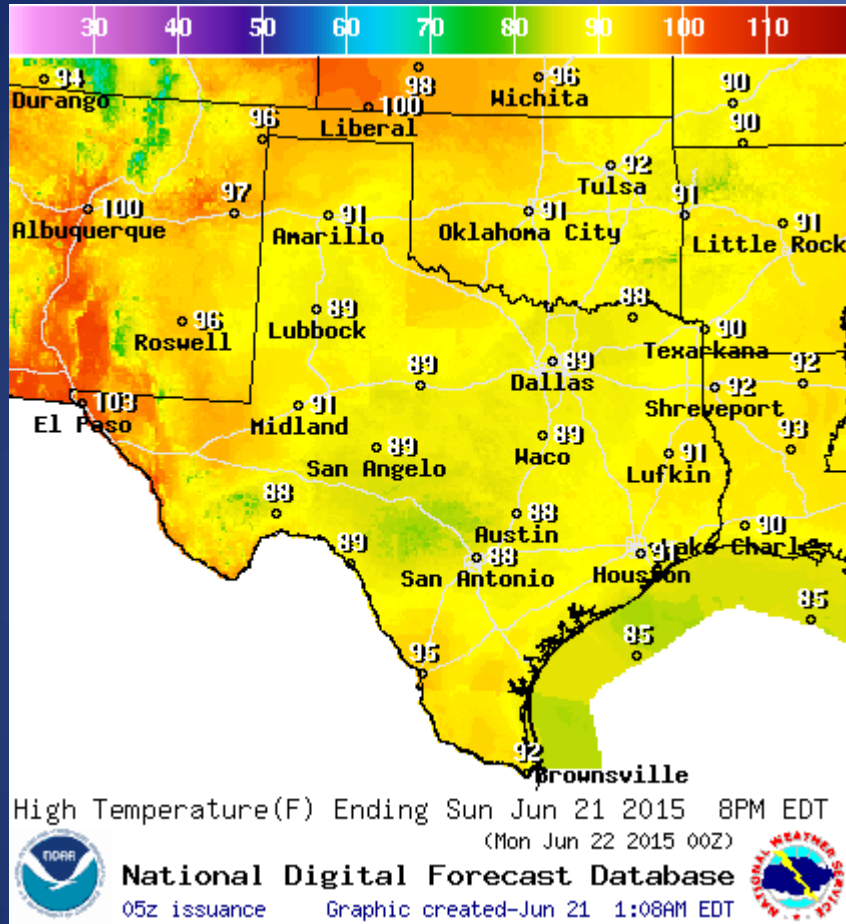 30 40 50 60 70 80 90 100 110
94
Durango
98
96
Wichita
100
Liberal
90
90
96
92
Tulsa
100
Albuquerque
97
91
Amarillo
91
Oklahoma City
91
91
Little Rock
96
Roswell
89
Lubbock
88
90
Texarkana
89
89
Dallas
92
Shreveport
92
103
El Paso
91
Midland
89
San Angelo
89
Waco
91
Lufkin
93
88
88
Austin
90
Lake Charles
89
88
San Antonio
91
Houston
85
85
95
92
Brownsville
High Temperature(F) Ending Sun Jun 21 2015 8PM EDT
(Mon Jun 22 2015 00Z)
NOAA
National Digital Forecast Database
05z issuance Graphic created-Jun 21 1:08AM EDT
NATIONAL WEATHER SERVICE